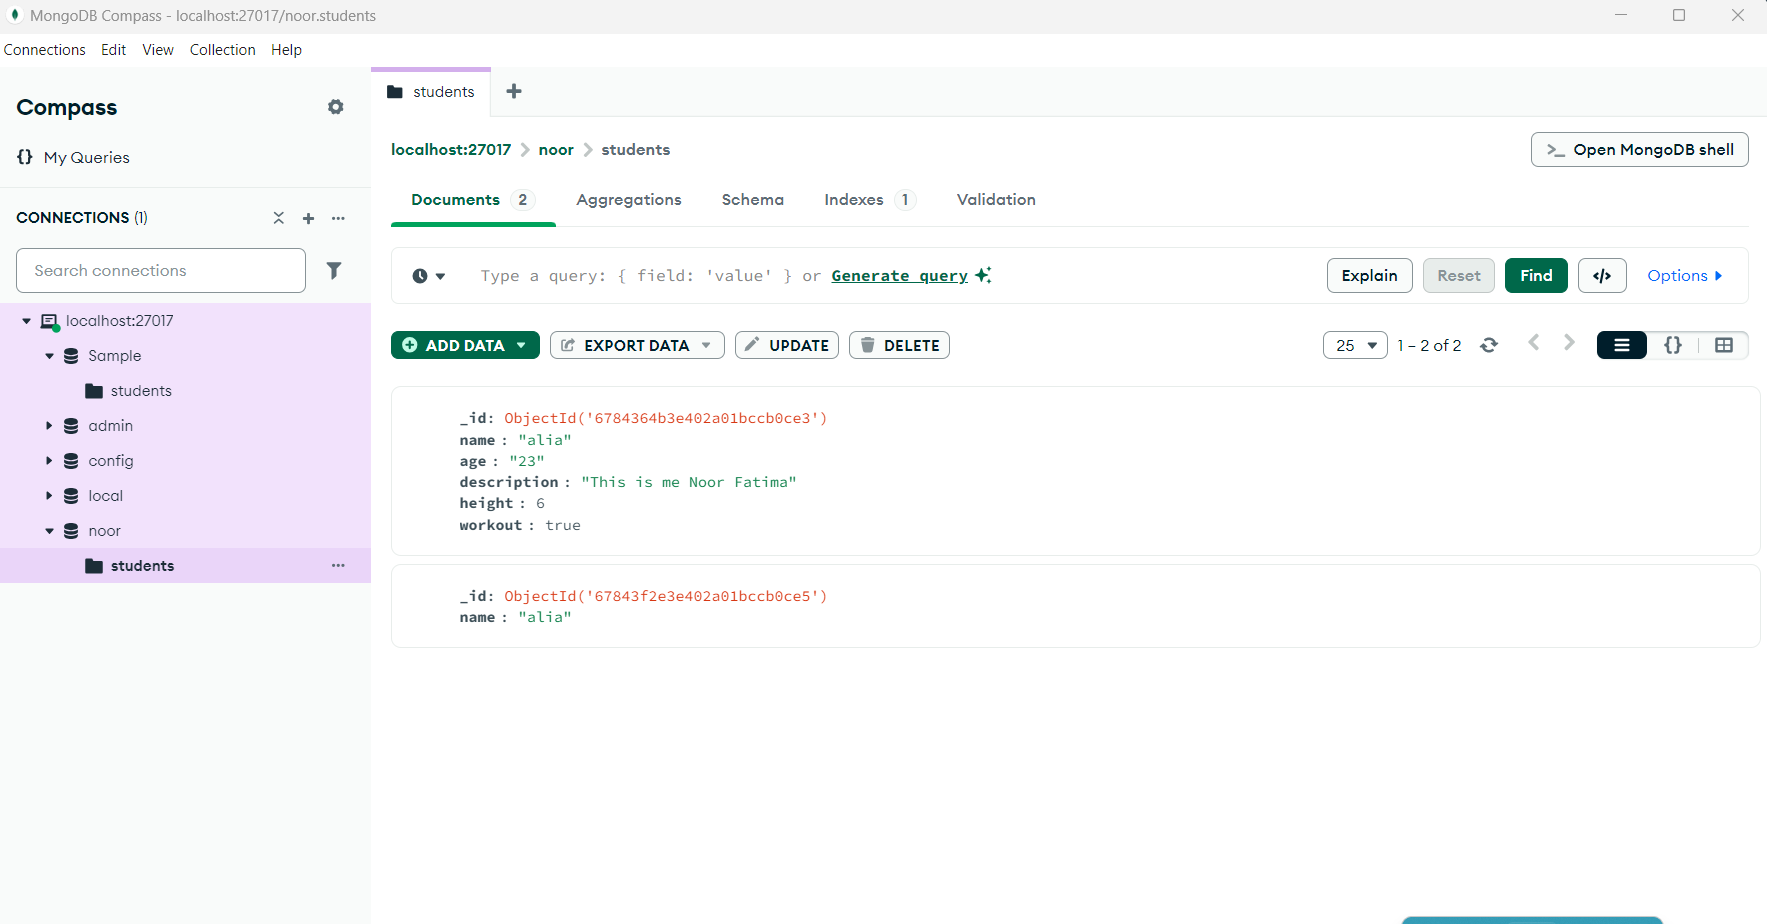 MongoDB Compass - localhost:27017/noor.students
Connections Edit View Collection Help
Compass
{} My Queries
CONNECTIONS (1)
Search connections
localhost:27017
Sample
students
admin
config
local
noor
students
students
localhost:27017 > noor > students
>_ Open MongoDB shell
Documents 2 Aggregations Schema Indexes 1 Validation
Type a query: { field: 'value' } or Generate query
Explain Reset Find </> Options
ADD DATA EXPORT DATA UPDATE DELETE
25 1 – 2 of 2 {}
_id: ObjectId('6784364b3e402a01bccb0ce3')
name : "alia"
age : "23"
description : "This is me Noor Fatima"
height : 6
workout : true
_id: ObjectId('67843f2e3e402a01bccb0ce5')
name : "alia"